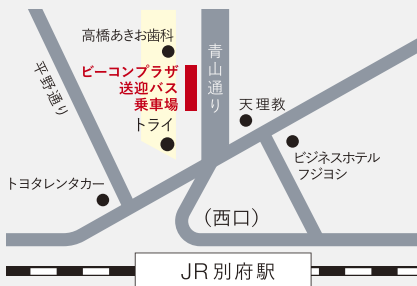 高橋あきお歯科
ビーコンプラザ
送迎バス
乗車場
トライ
青山通り
平野通り
天理教
ビジネスホテル
フジヨシ
トヨタレンタカー
(西口)
JR別府駅